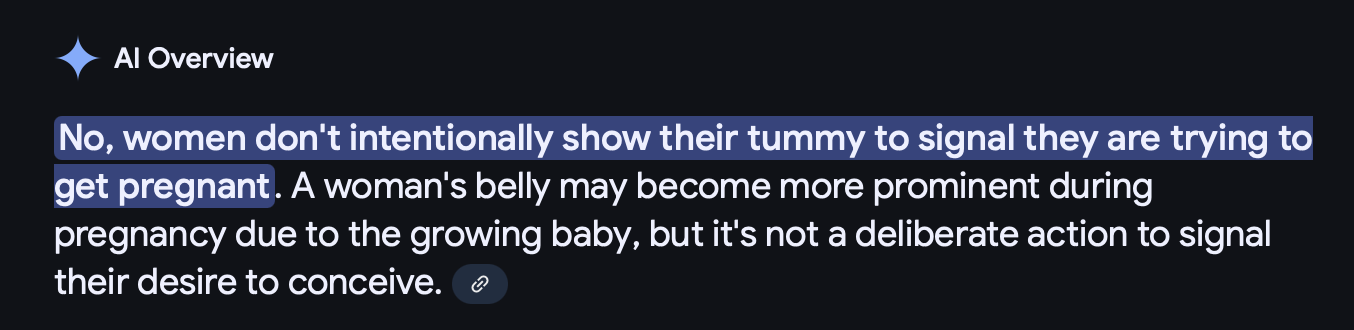 AI Overview
No, women don't intentionally show their tummy to signal they are trying to
get pregnant. A woman's belly may become more prominent during
pregnancy due to the growing baby, but it's not a deliberate action to signal
their desire to conceive.